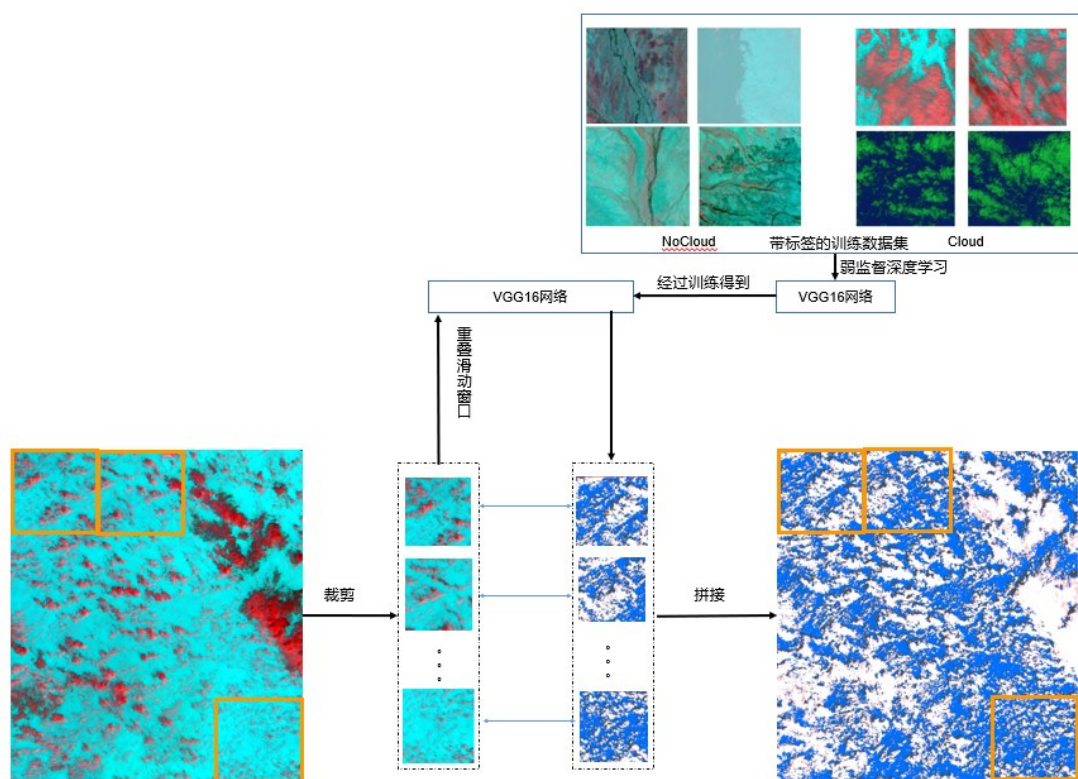 NoCloud 带标签的训练数据集 Cloud
弱监督深度学习
经过训练得到
VGG16网络
VGG16网络
重叠滑动窗口
裁剪
拼接